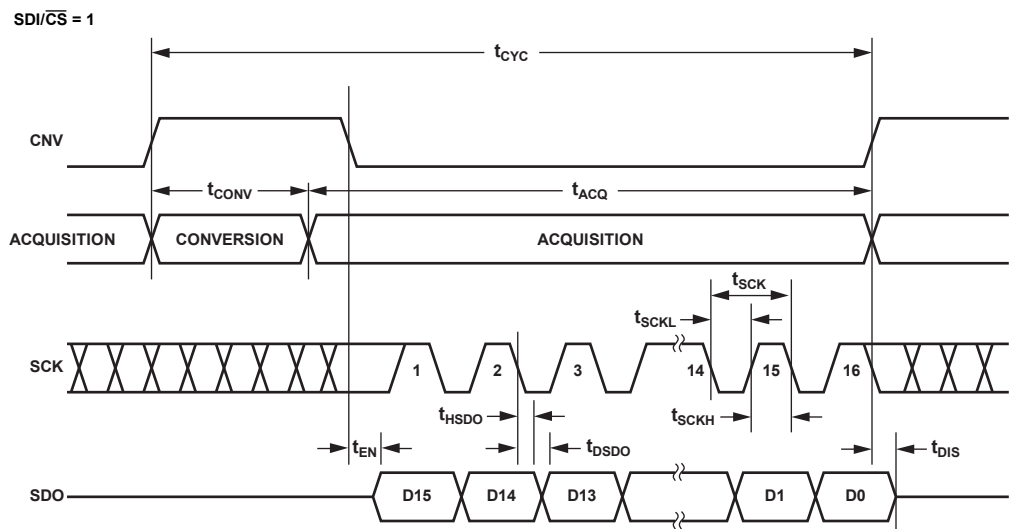 SDI/CS = 1
tCYC
CNV
tCONV tACQ
ACQUISITION CONVERSION ACQUISITION
tSCK
tSCKL
SCK 1 2 3 14 15 16
tHSDO tSCKH
tEN tDSDO tDIS
SDO D15 D14 D13 D1 D0